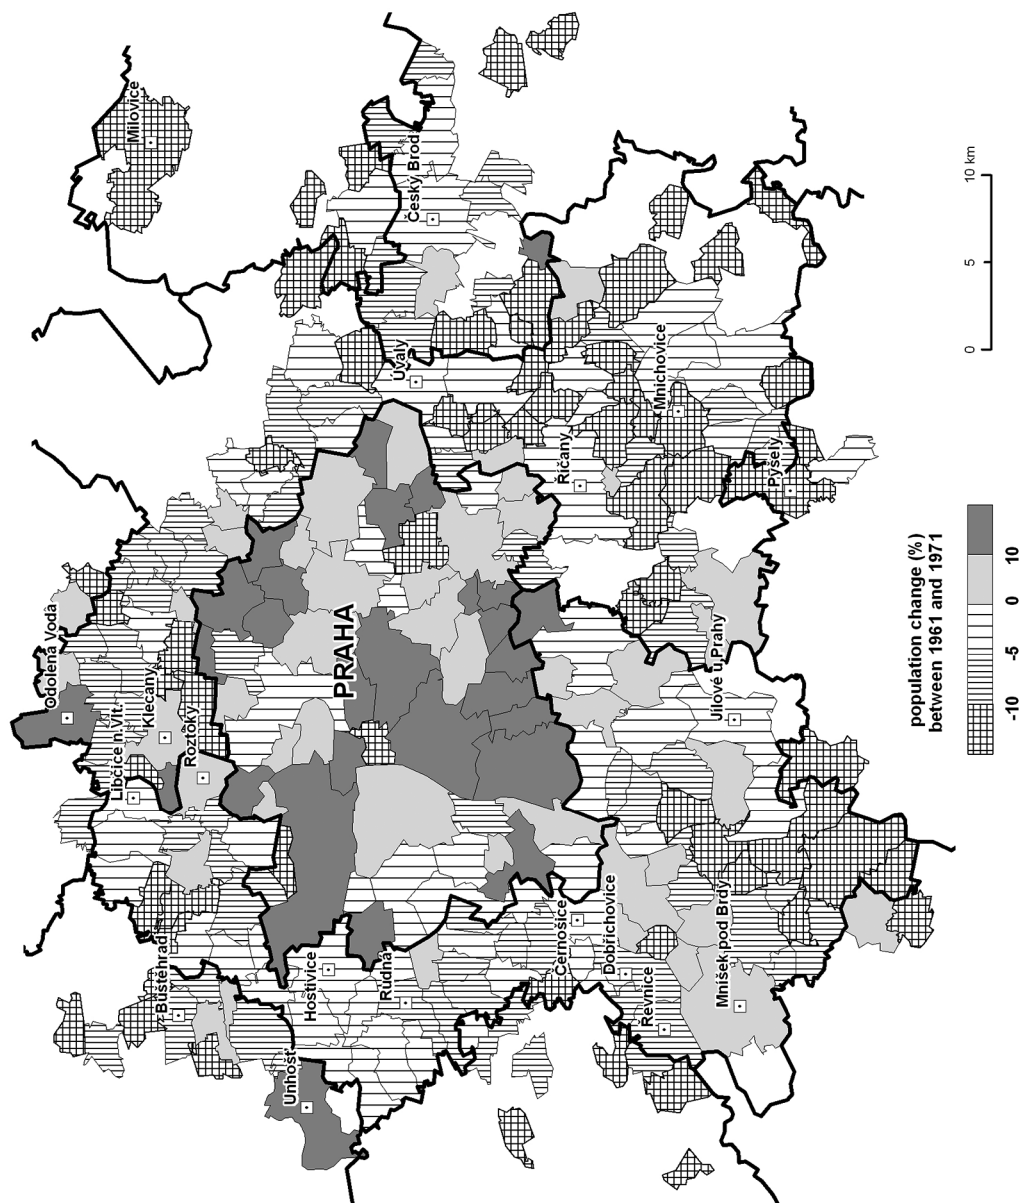 Milovice
Český Brod
Úvaly
Mnichovice
Říčany
Pyšely
Odolená Voda
PRAHA
Klecany
Libčice n. Vlt.
Roztoky
Jílové u Prahy
Buštěhrad
Černošice
Dobřichovice
Mníšek pod Brdy
Hostivice
Rudná
Řevnice
Unhošť
0
5
10 km
population change (%)
between 1961 and 1971
-10
-5
0
10